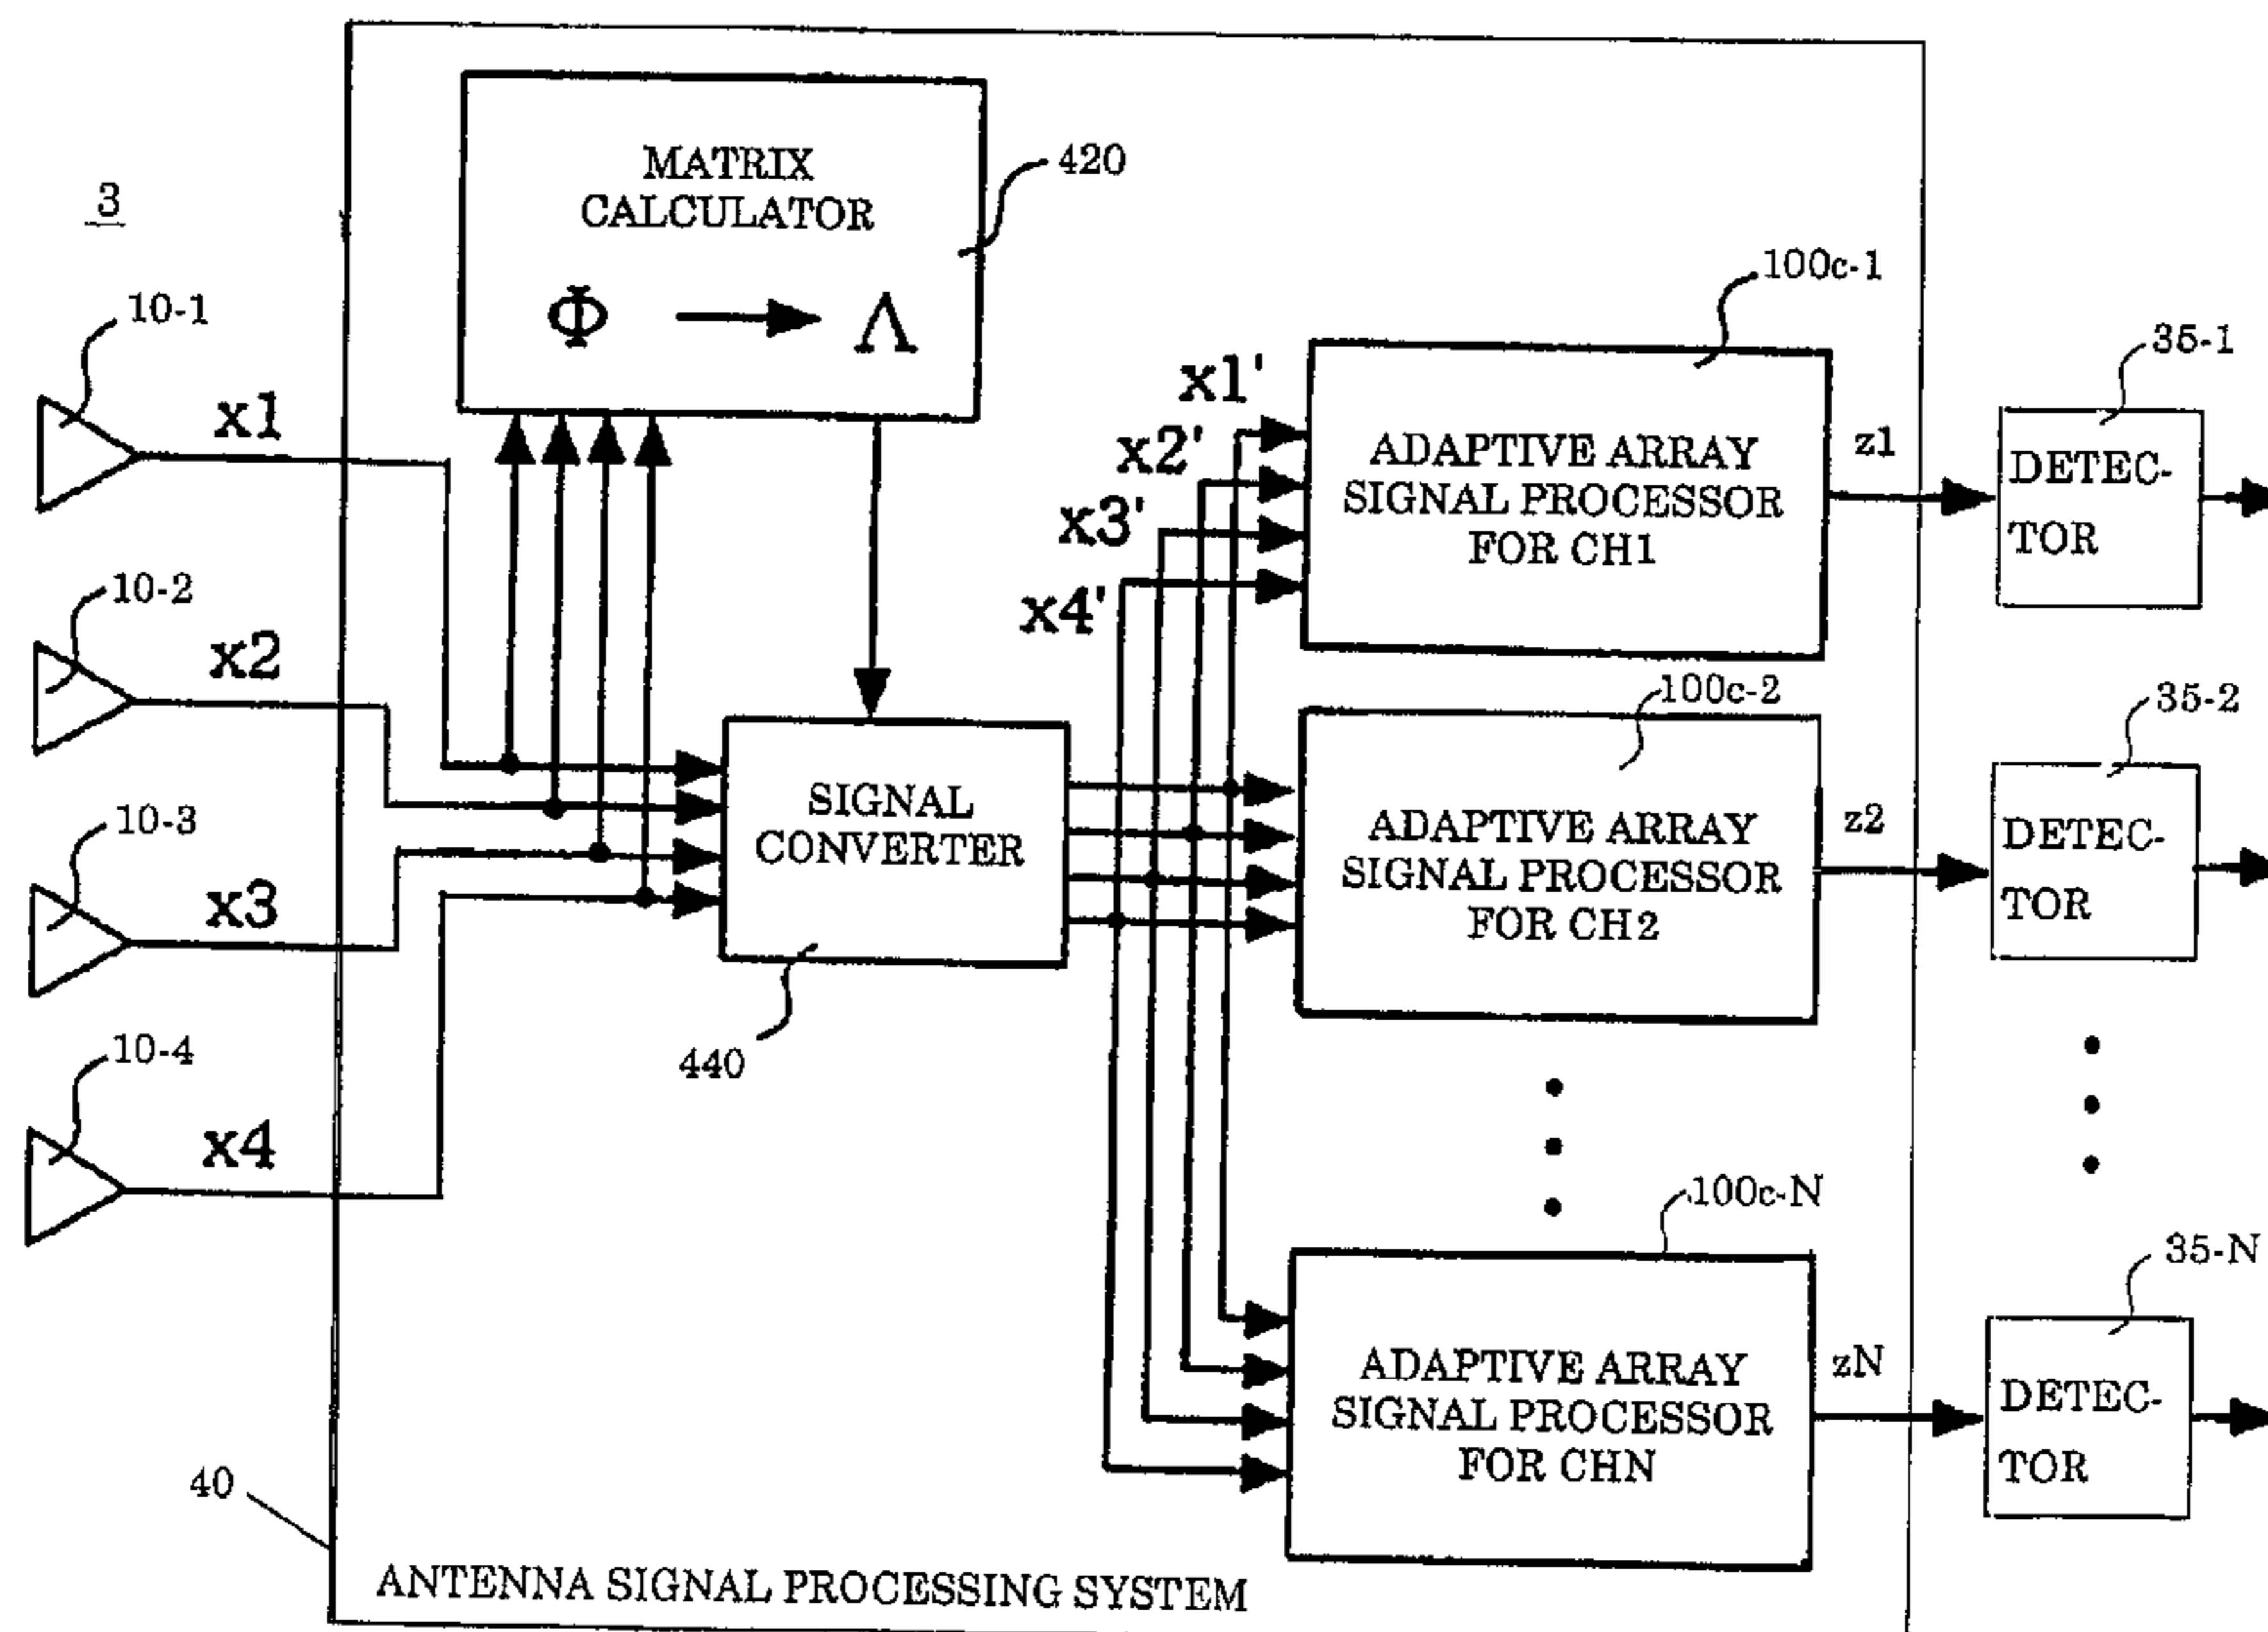 3
MATRIX
CALCULATOR
Φ → Λ
420
10-1
x1
10-2
x2
10-3
x3
10-4
x4
SIGNAL
CONVERTER
440
x1'
x2'
x3'
x4'
100c-1
ADAPTIVE ARRAY
SIGNAL PROCESSOR
FOR CH1
z1
35-1
DETEC-
TOR
100c-2
ADAPTIVE ARRAY
SIGNAL PROCESSOR
FOR CH2
z2
35-2
DETEC-
TOR
100c-N
ADAPTIVE ARRAY
SIGNAL PROCESSOR
FOR CHN
zN
35-N
DETEC-
TOR
40
ANTENNA SIGNAL PROCESSING SYSTEM